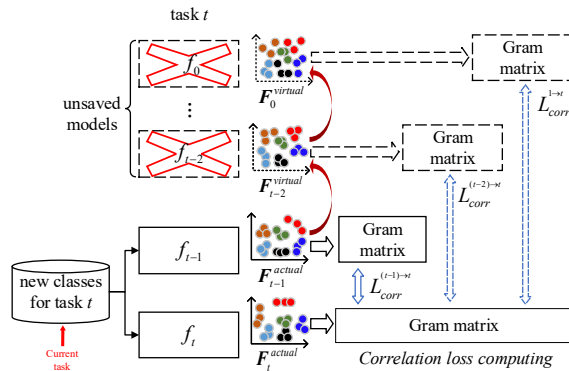 task t
f_0
F_0^{virtual}
Gram
matrix
L_{corr}^{1→t}
unsaved
models
⋮
f_{t-2}
F_{t-2}^{virtual}
Gram
matrix
L_{corr}^{(t-2)→t}
f_{t-1}
F_{t-1}^{actual}
Gram
matrix
L_{corr}^{(t-1)→t}
new classes
for task t
f_t
F_t^{actual}
Gram matrix
Current
task
Correlation loss computing